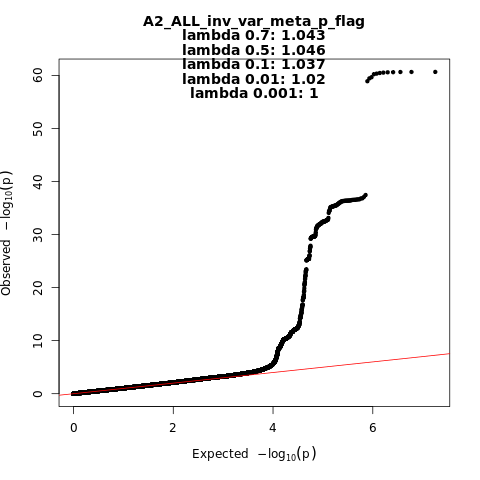 A2_ALL_inv_var_meta_p_flag
lambda 0.7: 1.043
lambda 0.5: 1.046
lambda 0.1: 1.037
lambda 0.01: 1.02
lambda 0.001: 1
Observed −log10(p)
60
50
40
30
20
10
0
0 2 4 6
Expected −log10(p)